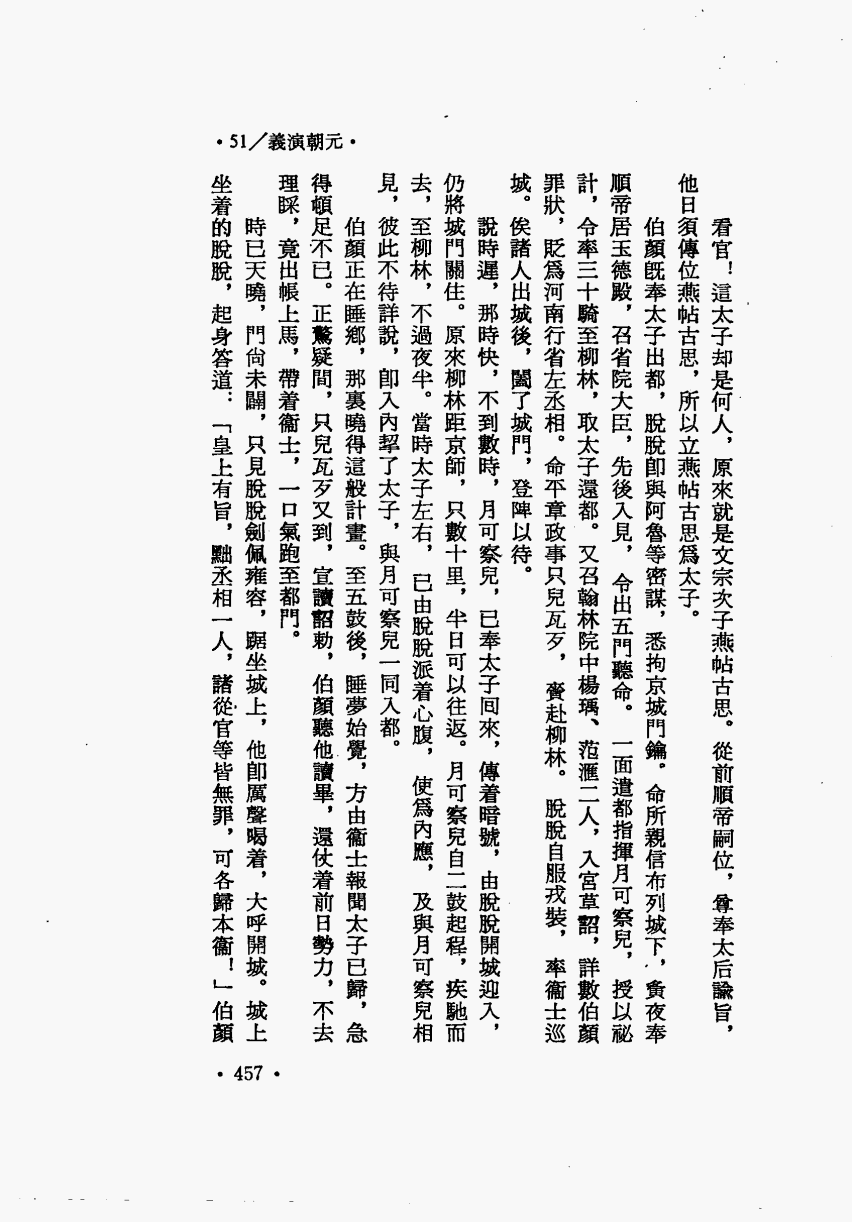 •51/義演朝元•
看官！這太子却是何人，原來就是文宗次子燕帖古思。從前順帝嗣位，尊奉太后諭旨，
他日須傳位燕帖古思，所以立燕帖古思爲太子。
伯顏旣奉太子出都，脫脫卽與阿魯等密謀，悉拘京城門鑰。命所親信布列城下，夤夜奉
順帝居玉德殿，召省院大臣，先後入見，令出五門聽命。一面遣都指揮月可察兒，授以祕
計，令率三十騎至柳林，取太子還都。又召翰林院中楊瑀、范滙二人，入宮草詔，詳數伯顏
罪狀，貶爲河南行省左丞相。命平章政事只兒瓦歹，齎赴柳林。脫脫自服戎裝，率衞士巡
城。俟諸人出城後，闔了城門，登陴以待。
說時遲，那時快，不到數時，月可察兒，已奉太子回來，傳着暗號，由脫脫開城迎入，
仍將城門關住。原來柳林距京師，只數十里，半日可以往返。月可察兒自二鼓起程，疾馳而
去，至柳林，不過夜半。當時太子左右，已由脫脫派着心腹，使爲內應，及與月可察兒相
見，彼此不待詳說，卽入內挈了太子，與月可察兒一同入都。
伯顏正在睡鄕，那裏曉得這般計畫。至五鼓後，睡夢始覺，方由衞士報聞太子已歸，急
得頓足不已。正驚疑間，只兒瓦歹又到，宣讀詔勅，伯顏聽他讀畢，還仗着前日勢力，不去
理睬，竟出帳上馬，帶着衞士，一口氣跑至都門。
時已天曉，門尙未闢，只見脫脫劍佩雍容，踞坐城上，他卽厲聲喝着，大呼開城。城上
坐着的脫脫，起身答道：「皇上有旨，黜丞相一人，諸從官等皆無罪，可各歸本衞！」伯顏
•457•